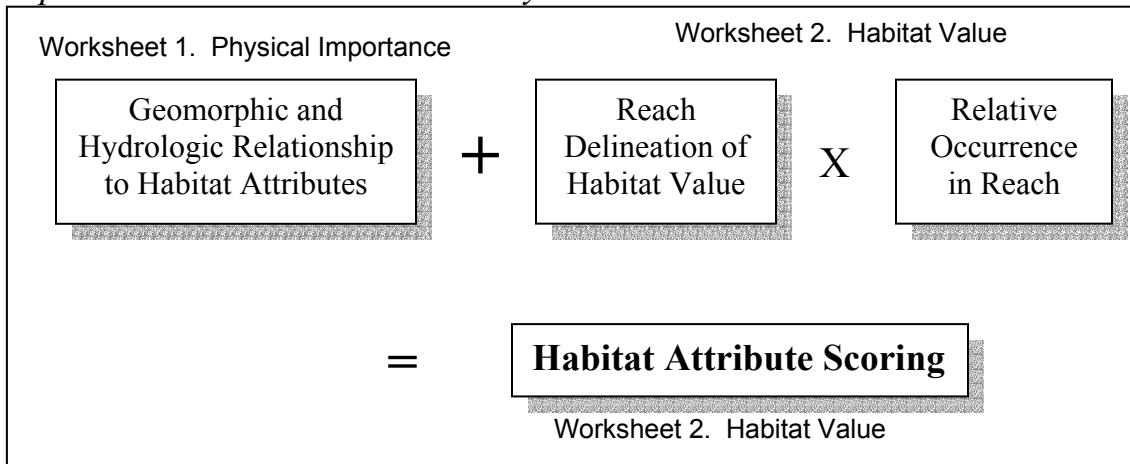 Worksheet 1. Physical Importance
Worksheet 2. Habitat Value
Geomorphic and
Hydrologic Relationship
to Habitat Attributes
+
Reach
Delineation of
Habitat Value
X
Relative
Occurrence
in Reach
=
Habitat Attribute Scoring
Worksheet 2. Habitat Value